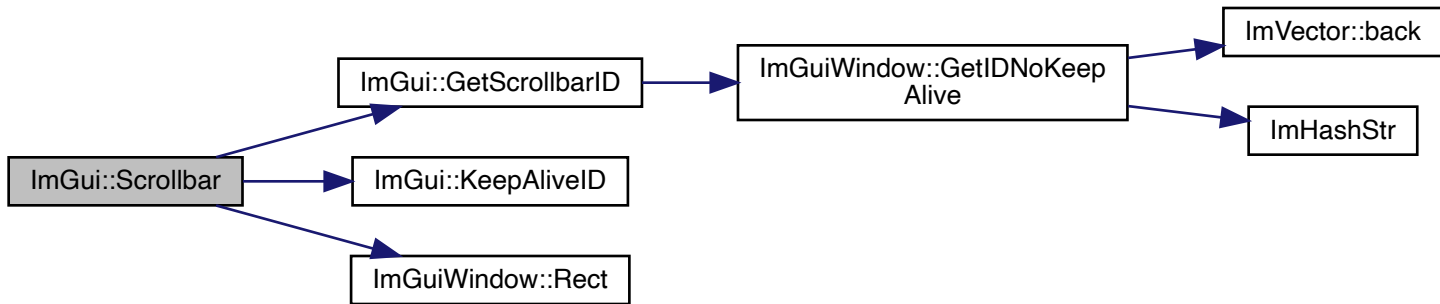 ImGui::Scrollbar
ImGui::GetScrollbarID
ImGui::KeepAliveID
ImGuiWindow::Rect
ImGuiWindow::GetIDNoKeep
Alive
ImVector::back
ImHashStr